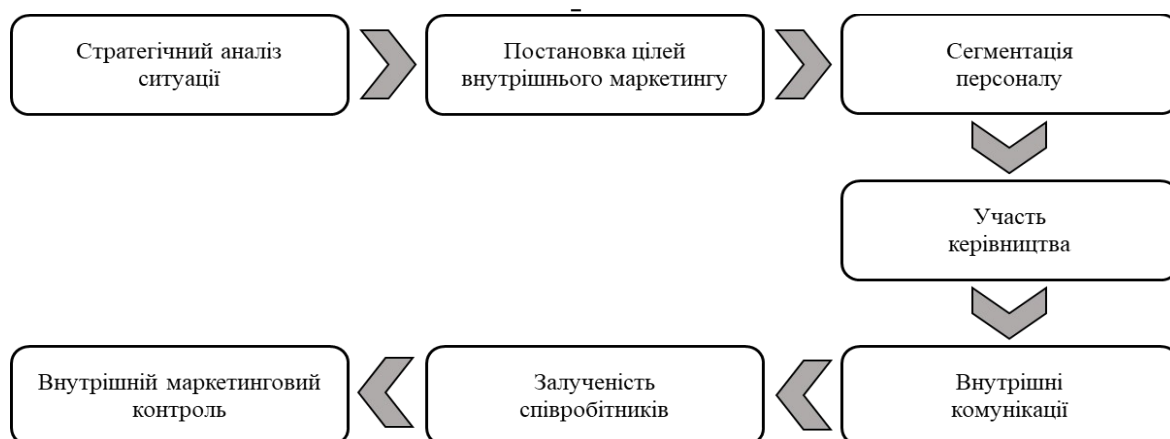 Стратегічний аналіз
ситуації
Постановка цілей
внутрішнього маркетингу
Сегментація
персоналу
Участь
керівництва
Внутрішні
комунікації
Залученість
співробітників
Внутрішній маркетинговий
контроль